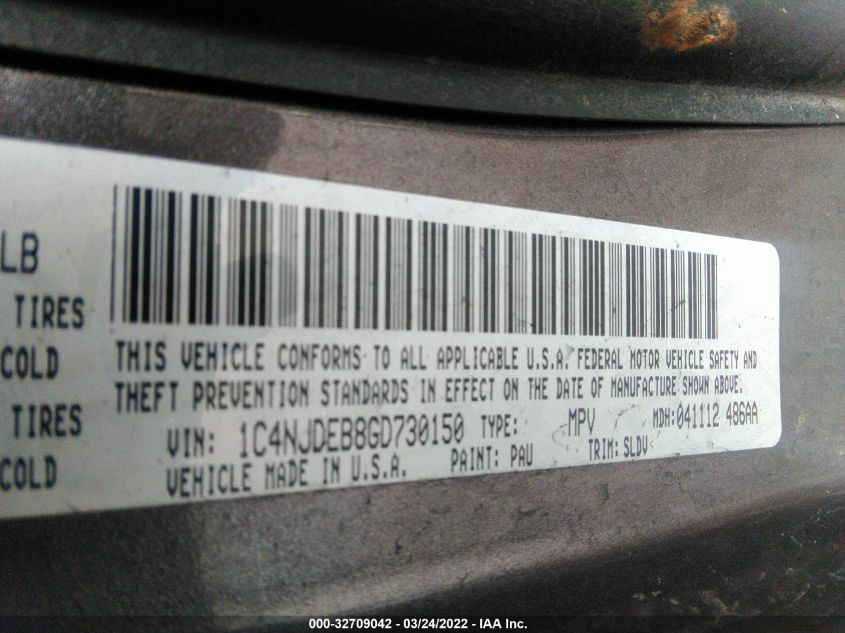 LB
TIRES
COLD
TIRES
COLD
THIS VEHICLE CONFORMS TO ALL APPLICABLE U.S.A. FEDERAL MOTOR VEHICLE SAFETY AND
THEFT PREVENTION STANDARDS IN EFFECT ON THE DATE OF MANUFACTURE SHOWN ABOVE.
VIN: 1C4NJDEB8GD730150 TYPE: MPV MDH: 041112 486AA
VEHICLE MADE IN U.S.A. PAINT: PAU TRIM: SLDV
000-32709042 - 03/24/2022 - IAA Inc.